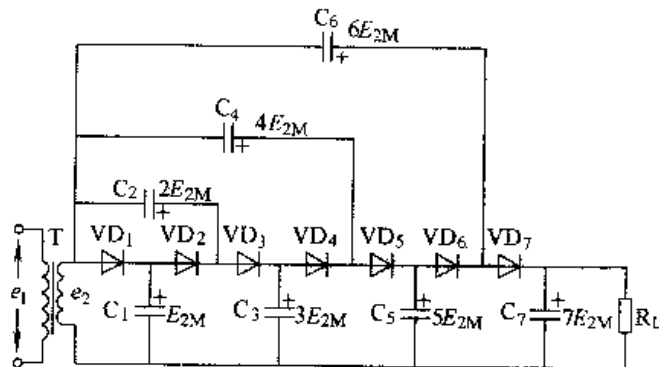 C₆ 6E₂M
+
C₄ 4E₂M
+
C₂ 2E₂M
+
T VD₁ VD₂ VD₃ VD₄ VD₅ VD₆ VD₇
e₁ e₂
+ + + +
C₁ E₂M C₃ 3E₂M C₅ 5E₂M C₇ 7E₂M R_L